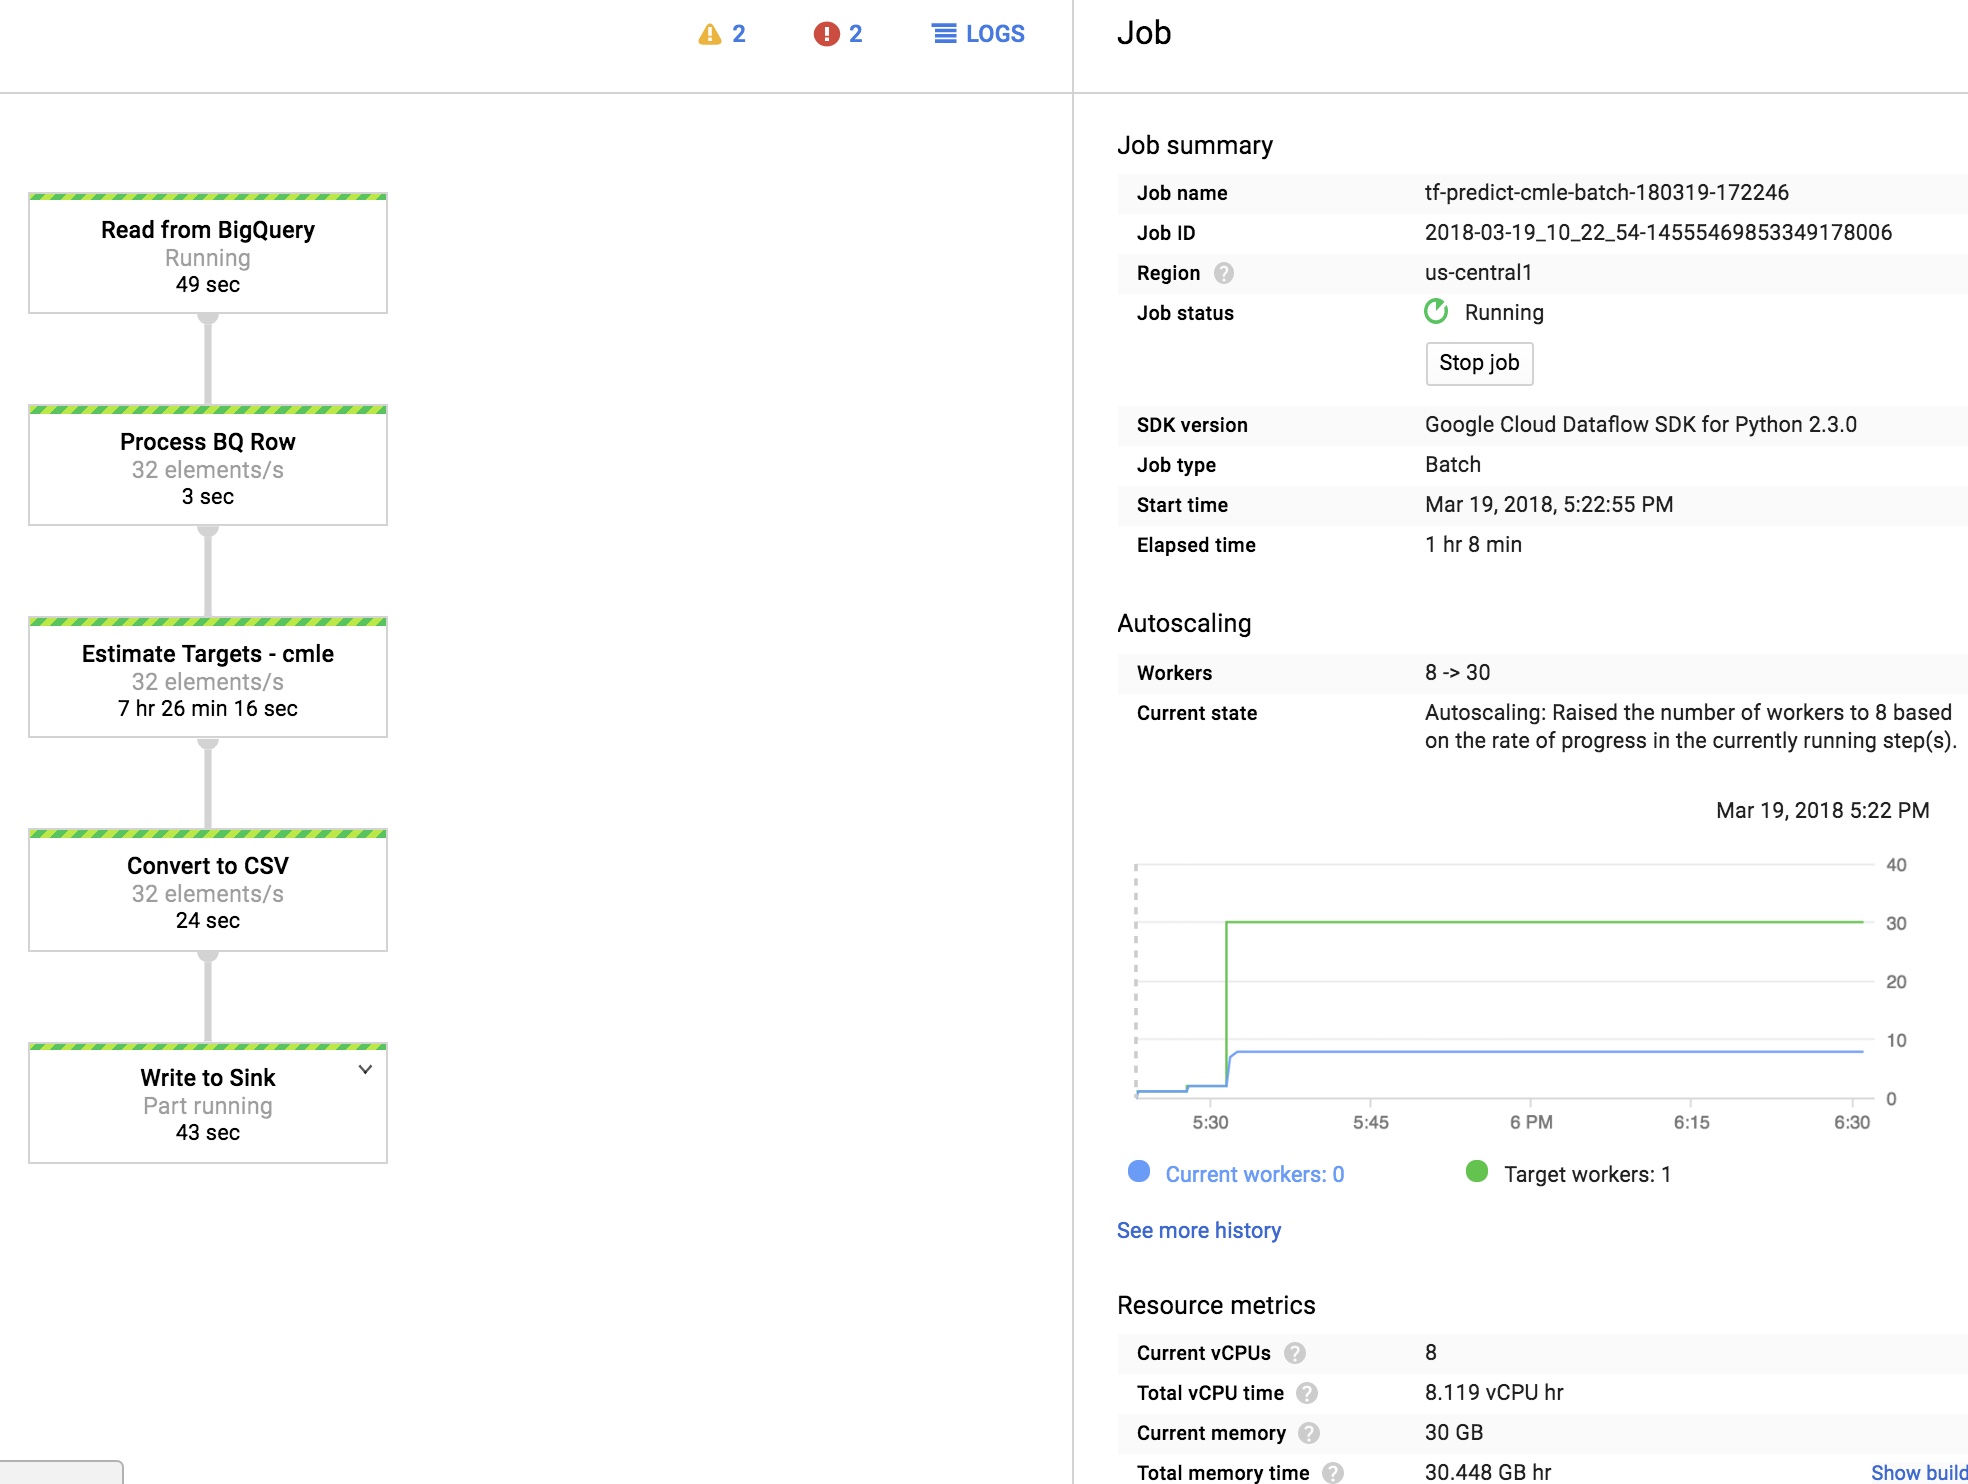 2
2
LOGS
Read from BigQuery
Running
49 sec
Process BQ Row
32 elements/s
3 sec
Estimate Targets - cmle
32 elements/s
7 hr 26 min 16 sec
Convert to CSV
32 elements/s
24 sec
Write to Sink
Part running
43 sec
Job
Job summary
Job name tf-predict-cmle-batch-180319-172246
Job ID 2018-03-19_10_22_54-14555469853349178006
Region ? us-central1
Job status Running
Stop job
SDK version Google Cloud Dataflow SDK for Python 2.3.0
Job type Batch
Start time Mar 19, 2018, 5:22:55 PM
Elapsed time 1 hr 8 min
Autoscaling
Workers 8 -> 30
Current state Autoscaling: Raised the number of workers to 8 based
on the rate of progress in the currently running step(s).
Mar 19, 2018 5:22 PM
40
30
20
10
0
5:30 5:45 6 PM 6:15 6:30
Current workers: 0 Target workers: 1
See more history
Resource metrics
Current vCPUs ? 8
Total vCPU time ? 8.119 vCPU hr
Current memory ? 30 GB
Total memory time ? 30.448 GB hr
Show build